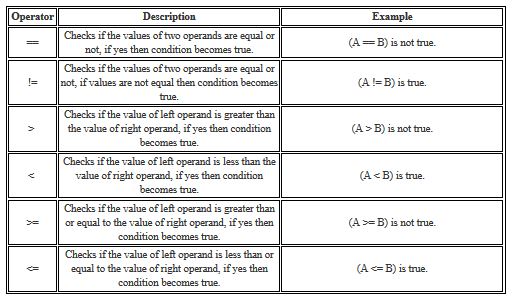 Operator Description Example
== Checks if the values of two operands are equal or (A == B) is not true.
not, if yes then condition becomes true.
Checks if the values of two operands are equal or
!= not, if values are not equal then condition becomes (A != B) is true.
true.
Checks if the value of left operand is greater than
> the value of right operand, if yes then condition (A > B) is not true.
becomes true.
Checks if the value of left operand is less than the
< value of right operand, if yes then condition (A < B) is true.
becomes true.
Checks if the value of left operand is greater than
>= or equal to the value of right operand, if yes then (A >= B) is not true.
condition becomes true.
Checks if the value of left operand is less than or
<= equal to the value of right operand, if yes then (A <= B) is true.
condition becomes true.